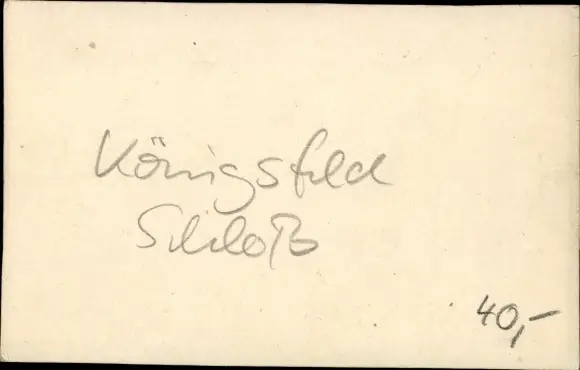 Königsfeld
Schloß
40,-